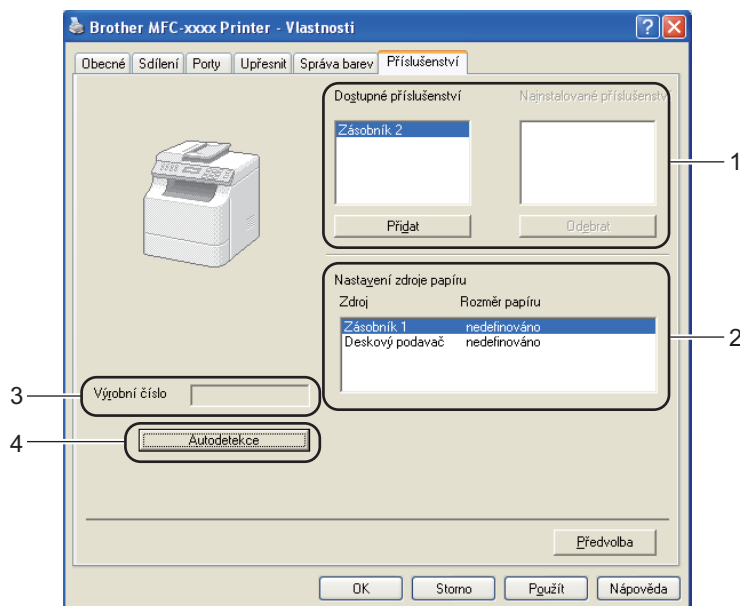 Brother MFC-xxxx Printer - Vlastnosti
Obecné Sdílení Porty Upřesnit Správa barev Příslušenství
Dostupné příslušenství Najnstalované příslušenstv
Zásobník 2
Přidat Odebrat
1
Nastavení zdroje papíru
Zdroj Rozměr papíru
Zásobník 1 nedefinováno
Deskový podavač nedefinováno
2
3
Výrobní číslo
4
Autodetekce
Předvolba
OK Storno Použít Nápověda